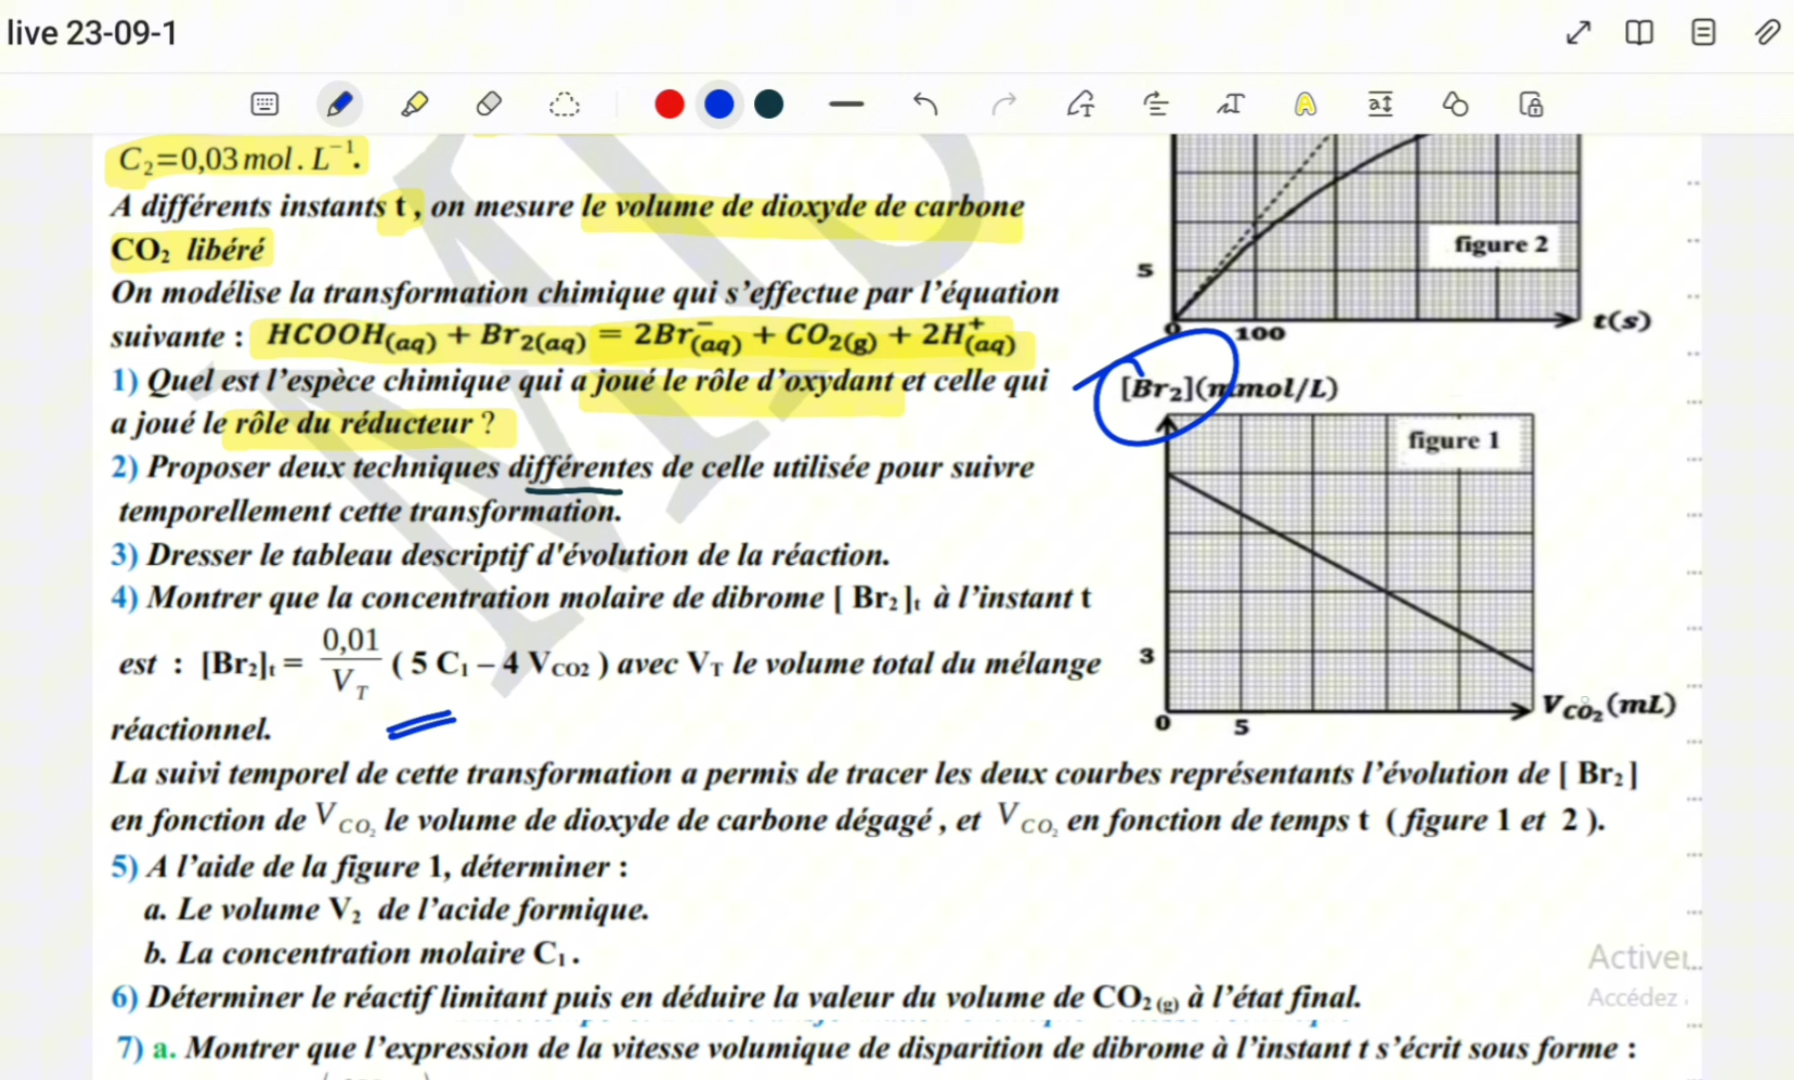 live 23-09-1
C₂=0,03 mol . L⁻¹.
A différents instants t , on mesure le volume de dioxyde de carbone
CO₂ libéré
On modélise la transformation chimique qui s'effectue par l'équation
suivante : HCOOH(aq) + Br₂(aq) = 2Br⁻(aq) + CO₂(g) + 2H⁺(aq)
1) Quel est l'espèce chimique qui a joué le rôle d'oxydant et celle qui
a joué le rôle du réducteur ?
2) Proposer deux techniques différentes de celle utilisée pour suivre
temporellement cette transformation.
3) Dresser le tableau descriptif d'évolution de la réaction.
4) Montrer que la concentration molaire de dibrome [ Br₂ ]t à l'instant t
est : [Br₂]t = 0,01 / V_T ( 5 C₁ – 4 V_CO2 ) avec V_T le volume total du mélange
réactionnel.
figure 2
5
0
100
t(s)
[Br₂](mmol/L)
figure 1
3
0
5
V_CO₂(mL)
La suivi temporel de cette transformation a permis de tracer les deux courbes représentants l'évolution de [ Br₂ ]
en fonction de V_CO₂ le volume de dioxyde de carbone dégagé , et V_CO₂ en fonction de temps t ( figure 1 et 2 ).
5) A l'aide de la figure 1, déterminer :
a. Le volume V₂ de l'acide formique.
b. La concentration molaire C₁ .
6) Déterminer le réactif limitant puis en déduire la valeur du volume de CO₂ (g) à l'état final.
7) a. Montrer que l'expression de la vitesse volumique de disparition de dibrome à l'instant t s'écrit sous forme :
Activer
Accédez